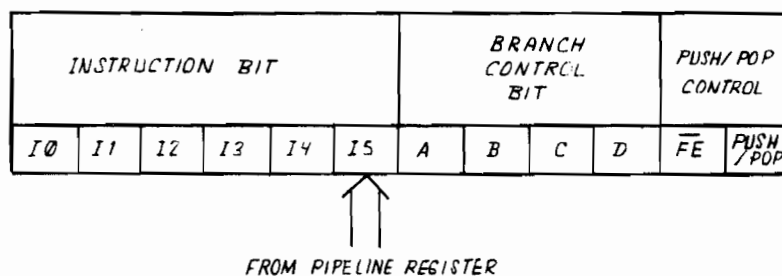 INSTRUCTION BIT
BRANCH
CONTROL
BIT
PUSH/POP
CONTROL
IØ I1 I2 I3 I4 I5 A B C D FE PUSH
/POP
FROM PIPELINE REGISTER